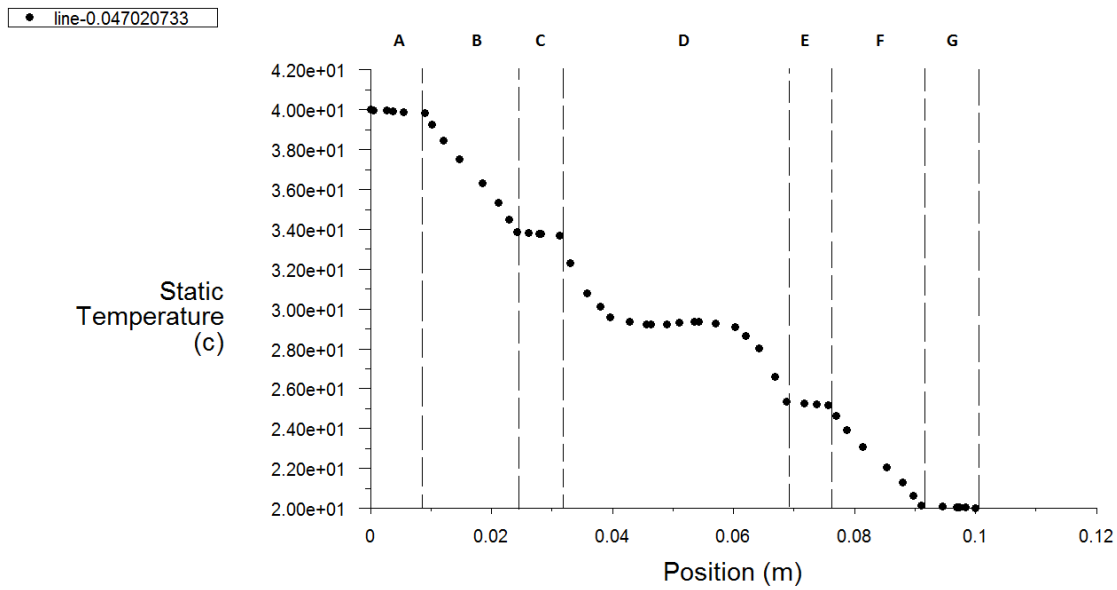 line-0.047020733
A B C D E F G
4.20e+01
4.00e+01
3.80e+01
3.60e+01
3.40e+01
3.20e+01
3.00e+01
2.80e+01
2.60e+01
2.40e+01
2.20e+01
2.00e+01
Static
Temperature
(c)
0 0.02 0.04 0.06 0.08 0.1 0.12
Position (m)